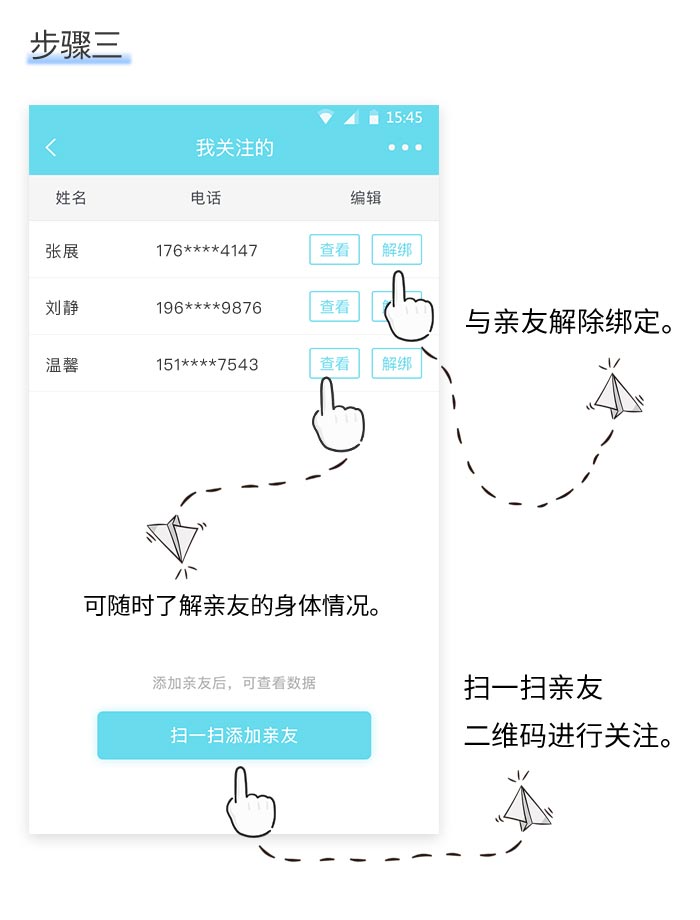 步骤三
15:45
我关注的
姓名 电话 编辑
张展 176****4147 查看 解绑
刘静 196****9876 查看
温馨 151****7543 查看 解绑
与亲友解除绑定。
可随时了解亲友的身体情况。
添加亲友后，可查看数据
扫一扫添加亲友
扫一扫亲友
二维码进行关注。